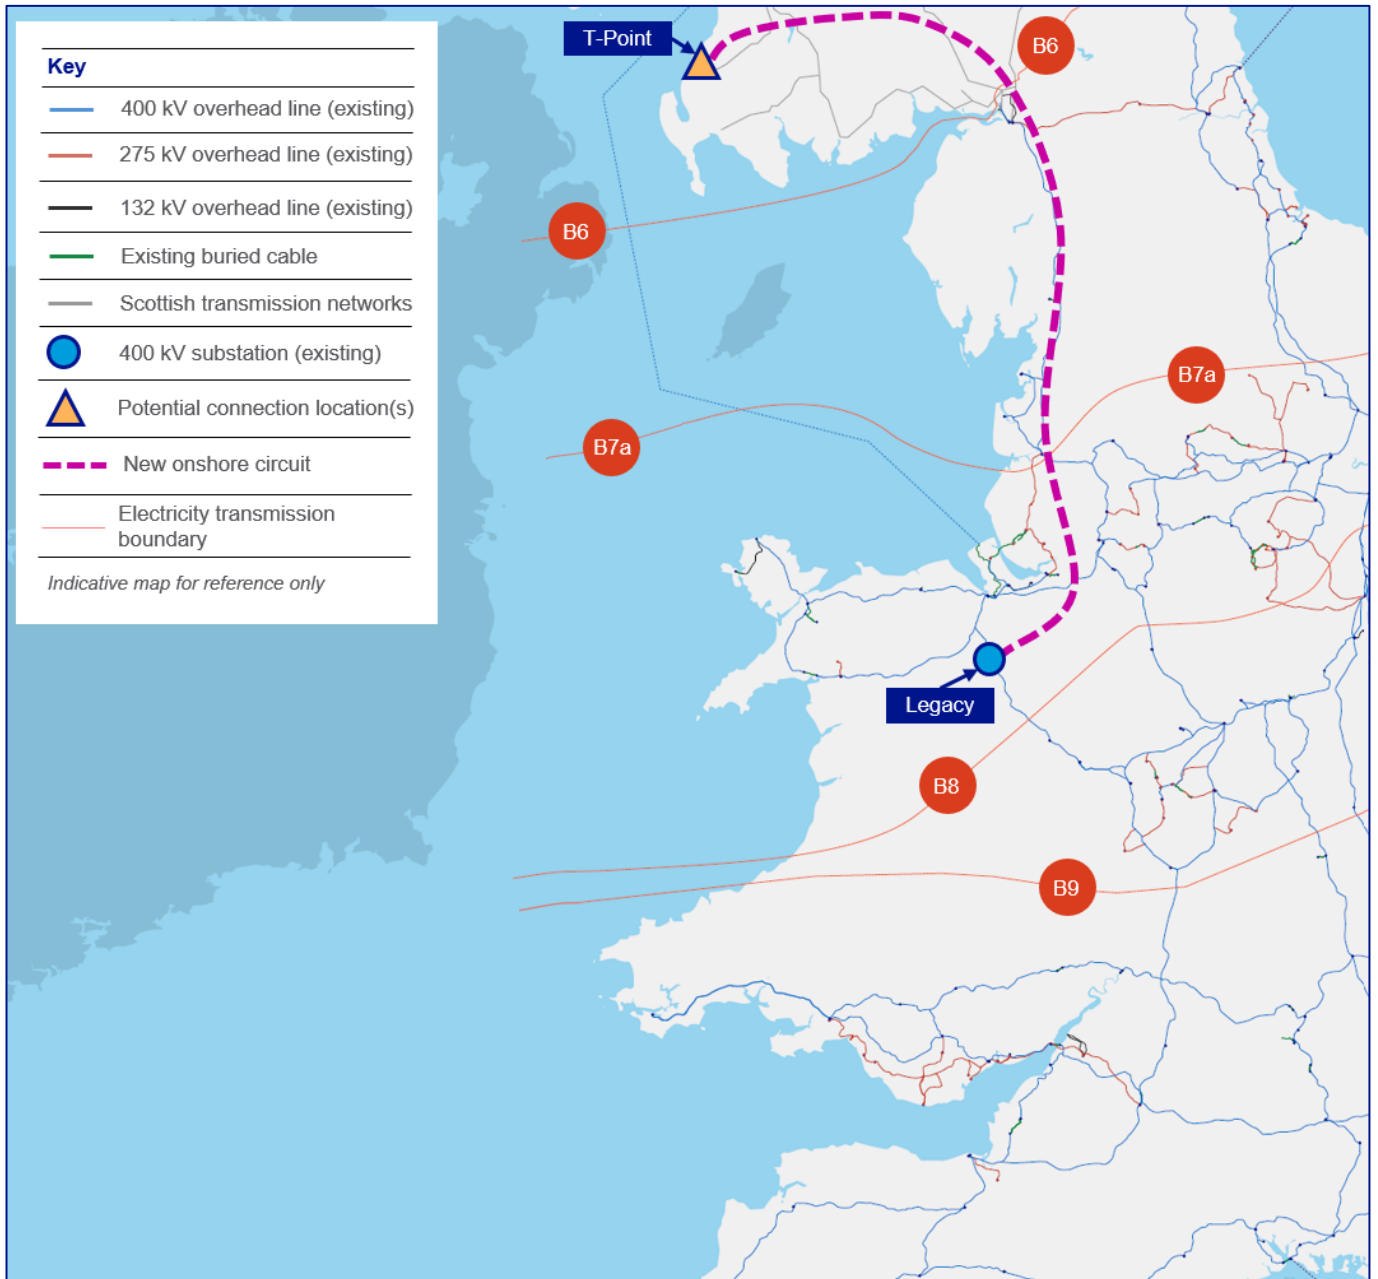 Key
400 kV overhead line (existing)
275 kV overhead line (existing)
132 kV overhead line (existing)
Existing buried cable
Scottish transmission networks
400 kV substation (existing)
Potential connection location(s)
New onshore circuit
Electricity transmission
boundary
Indicative map for reference only
T-Point
B6
B6
B7a
B7a
Legacy
B8
B9